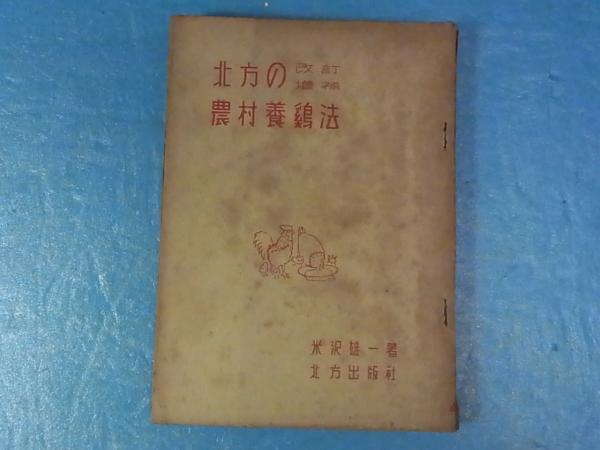 北方の 改訂
増補
農村養鶏法
米沢雄一著
北方出版社